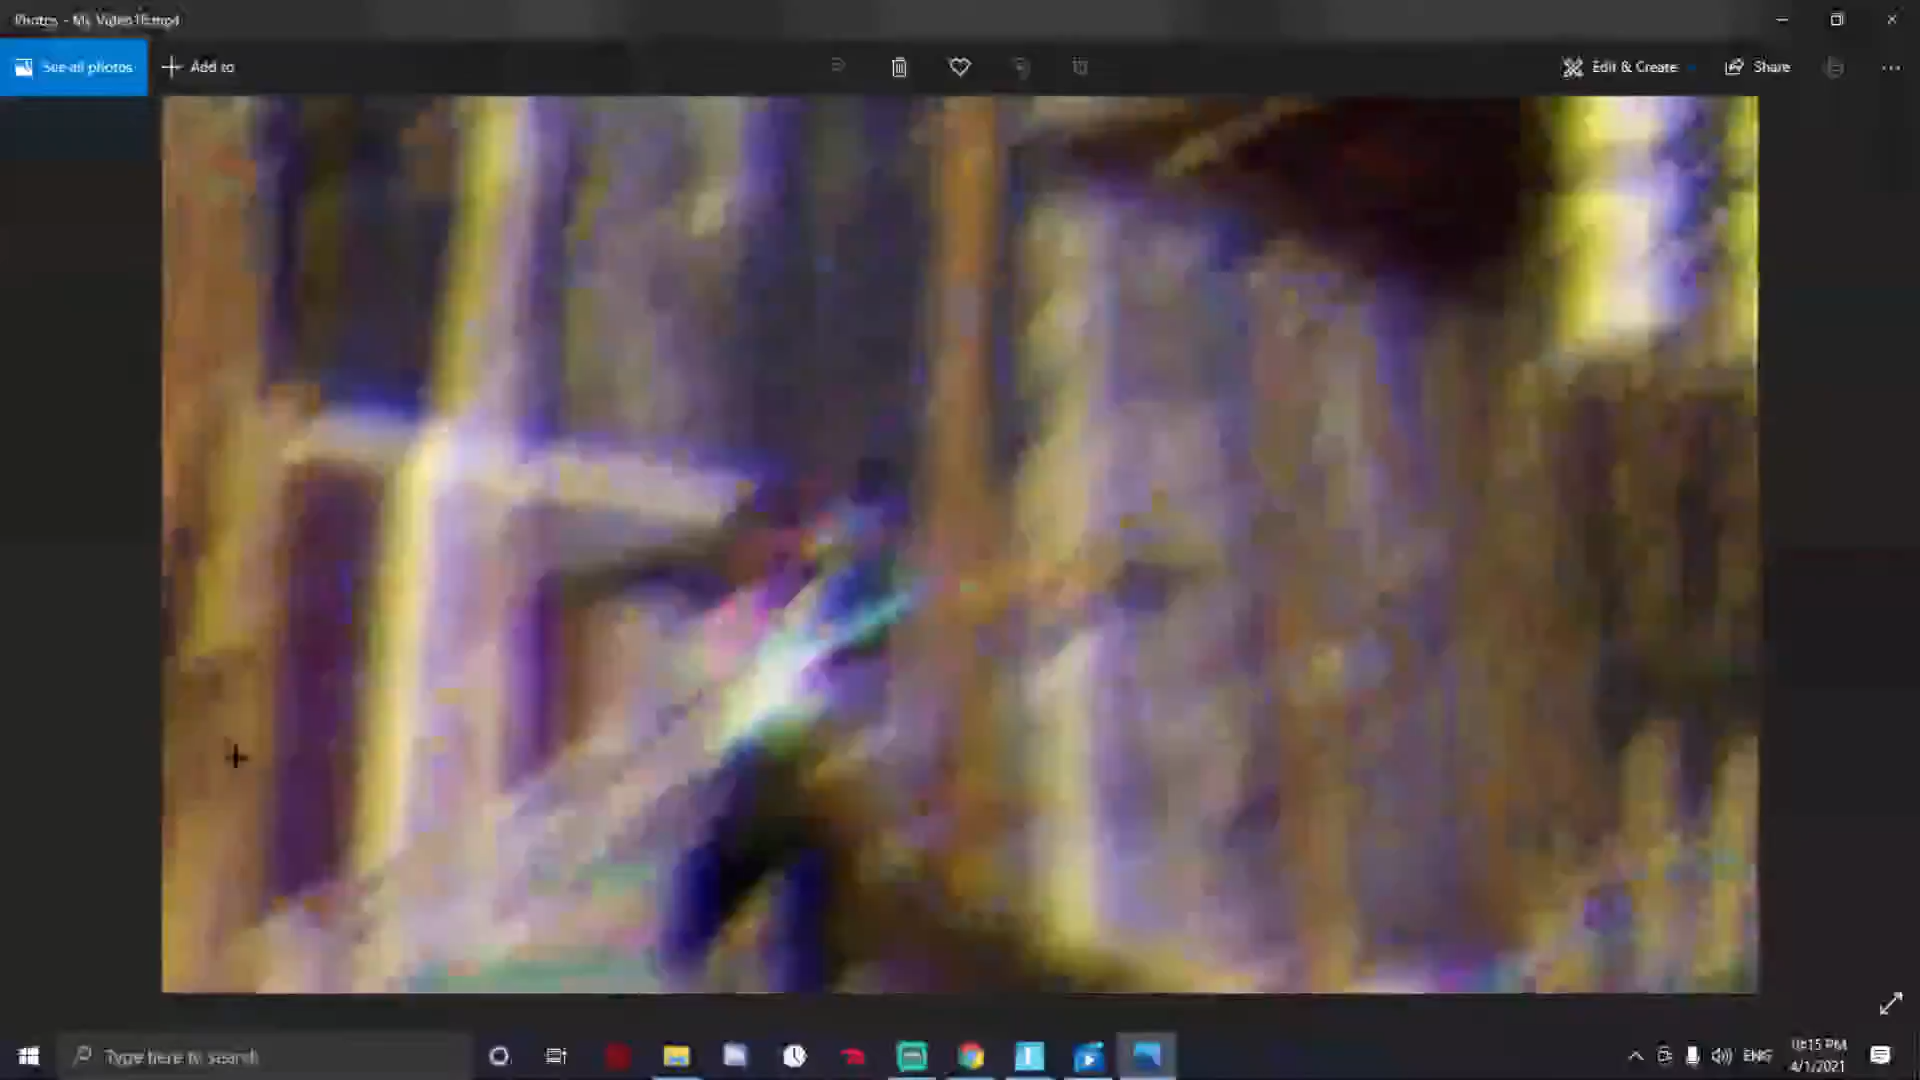 See all photos
Add to
Edit & Create
Share
Type here to search
ENG
4/1/2021